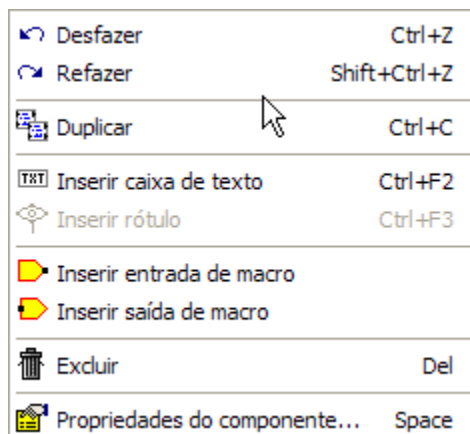 Desfazer Ctrl+Z
Refazer Shift+Ctrl+Z
Duplicar Ctrl+C
TXT Inserir caixa de texto Ctrl+F2
Inserir rótulo Ctrl+F3
Inserir entrada de macro
Inserir saída de macro
Excluir Del
Propriedades do componente... Space